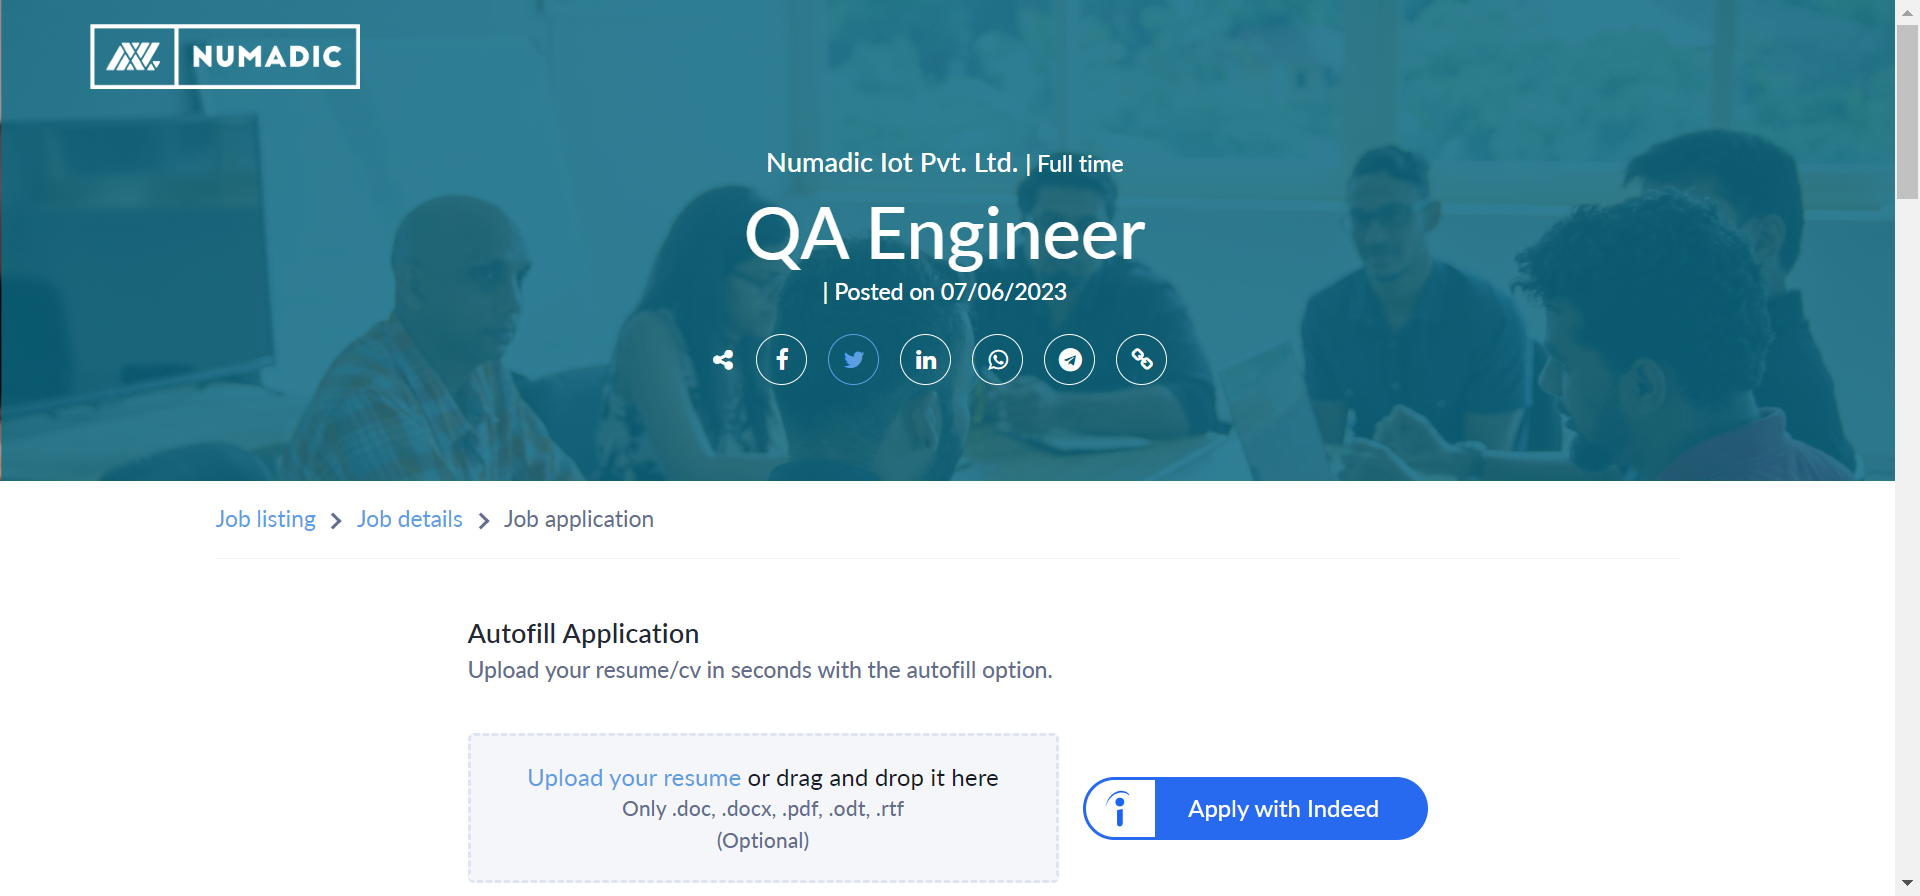 NUMADIC
Numadic Iot Pvt. Ltd. | Full time
QA Engineer
| Posted on 07/06/2023
Job listing > Job details > Job application
Autofill Application
Upload your resume/cv in seconds with the autofill option.
Upload your resume or drag and drop it here
Only .doc, .docx, .pdf, .odt, .rtf
(Optional)
Apply with Indeed